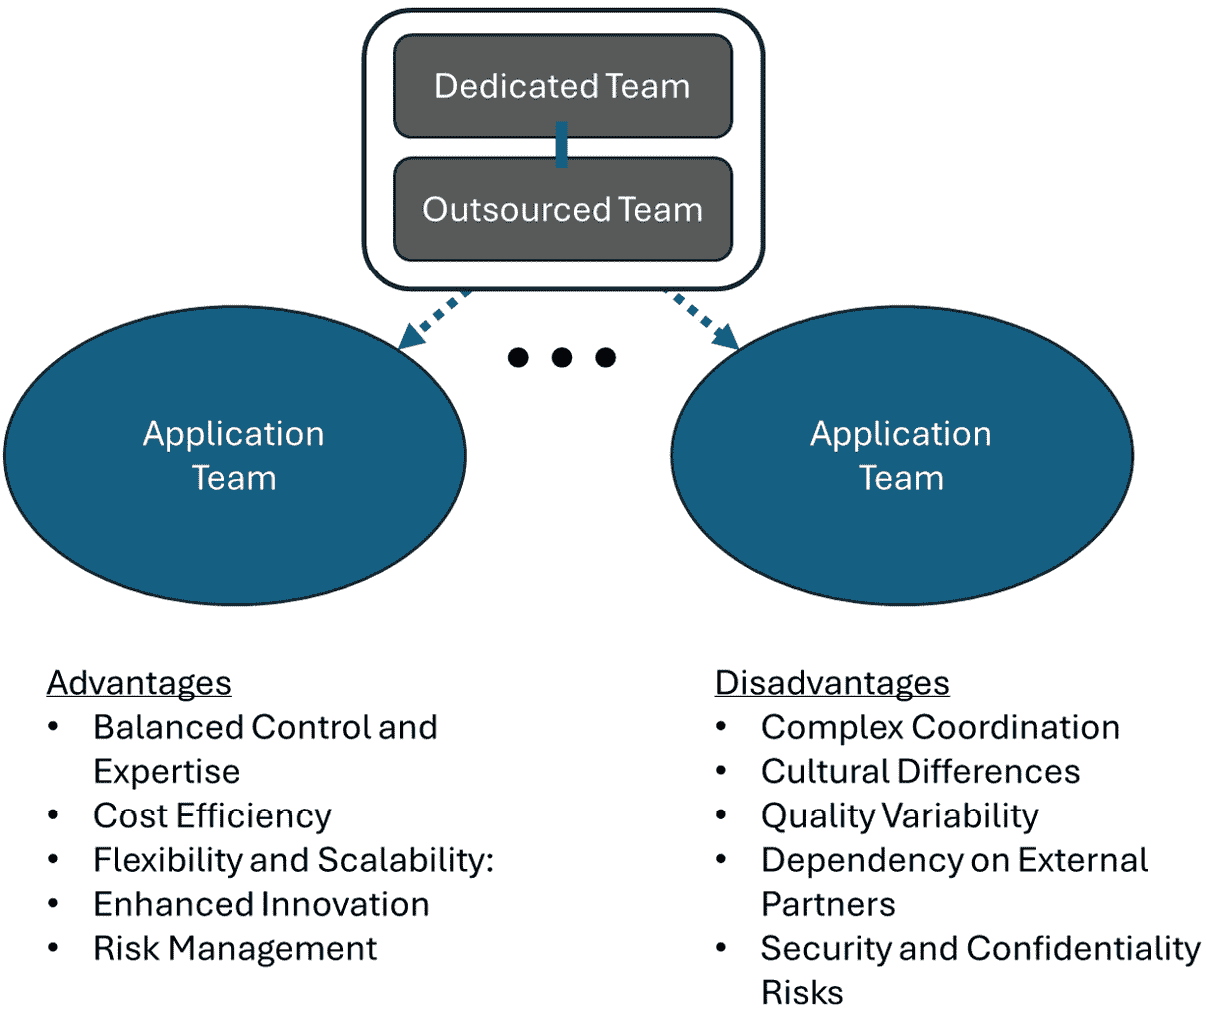 Dedicated Team
Outsourced Team
Application
Team
Application
Team
Advantages
• Balanced Control and
Expertise
• Cost Efficiency
• Flexibility and Scalability:
• Enhanced Innovation
• Risk Management
Disadvantages
• Complex Coordination
• Cultural Differences
• Quality Variability
• Dependency on External
Partners
• Security and Confidentiality
Risks